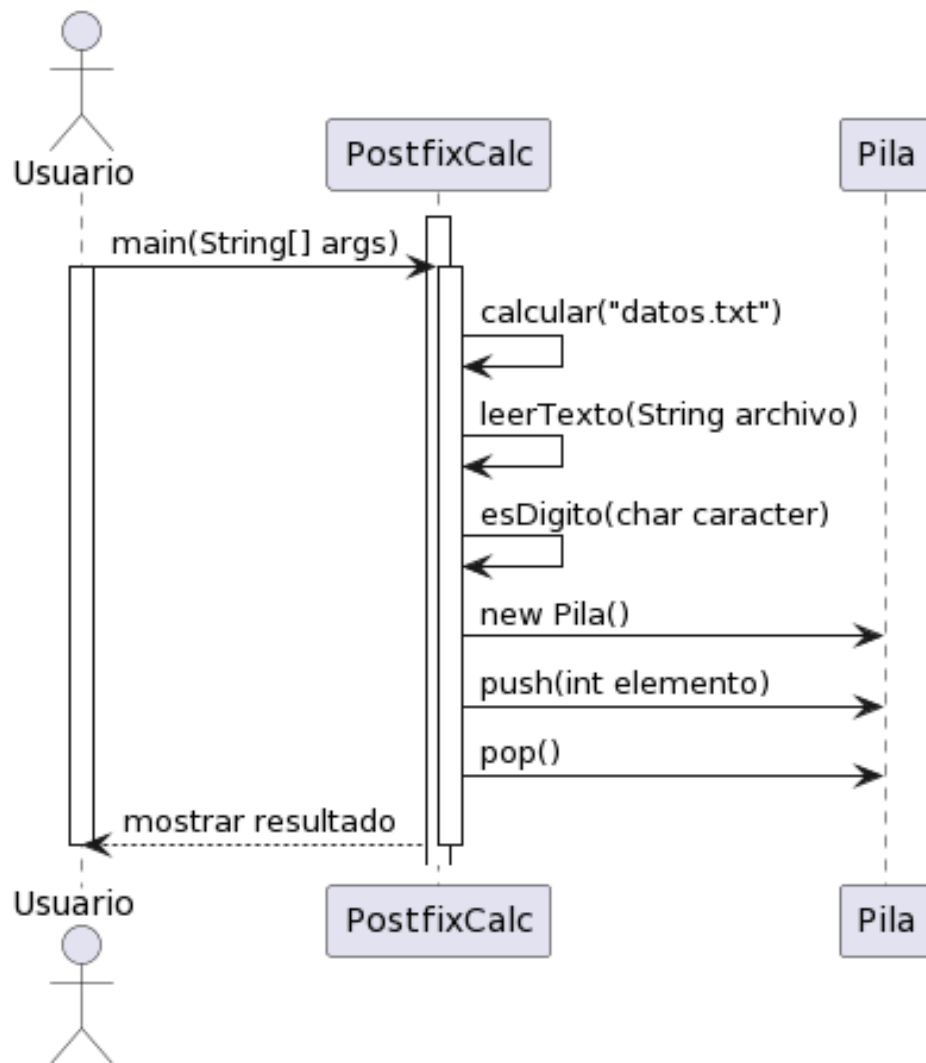 Usuario
PostfixCalc
Pila
main(String[] args)
calcular("datos.txt")
leerTexto(String archivo)
esDigito(char caracter)
new Pila()
push(int elemento)
pop()
mostrar resultado
Usuario
PostfixCalc
Pila